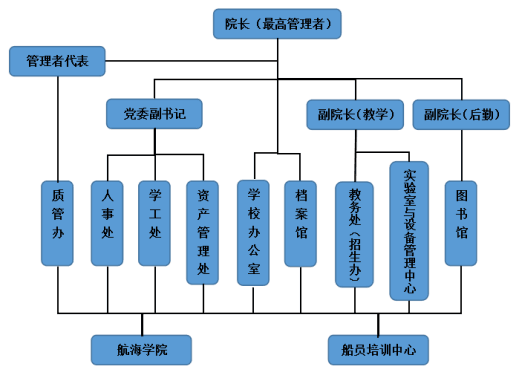 院长（最高管理者）
管理者代表
党委副书记
副院长（教学）
副院长（后勤）
质管办
人事处
学工处
资产管理处
学校办公室
档案馆
教务处（招生办）
实验室与设备管理中心
图书馆
航海学院
船员培训中心